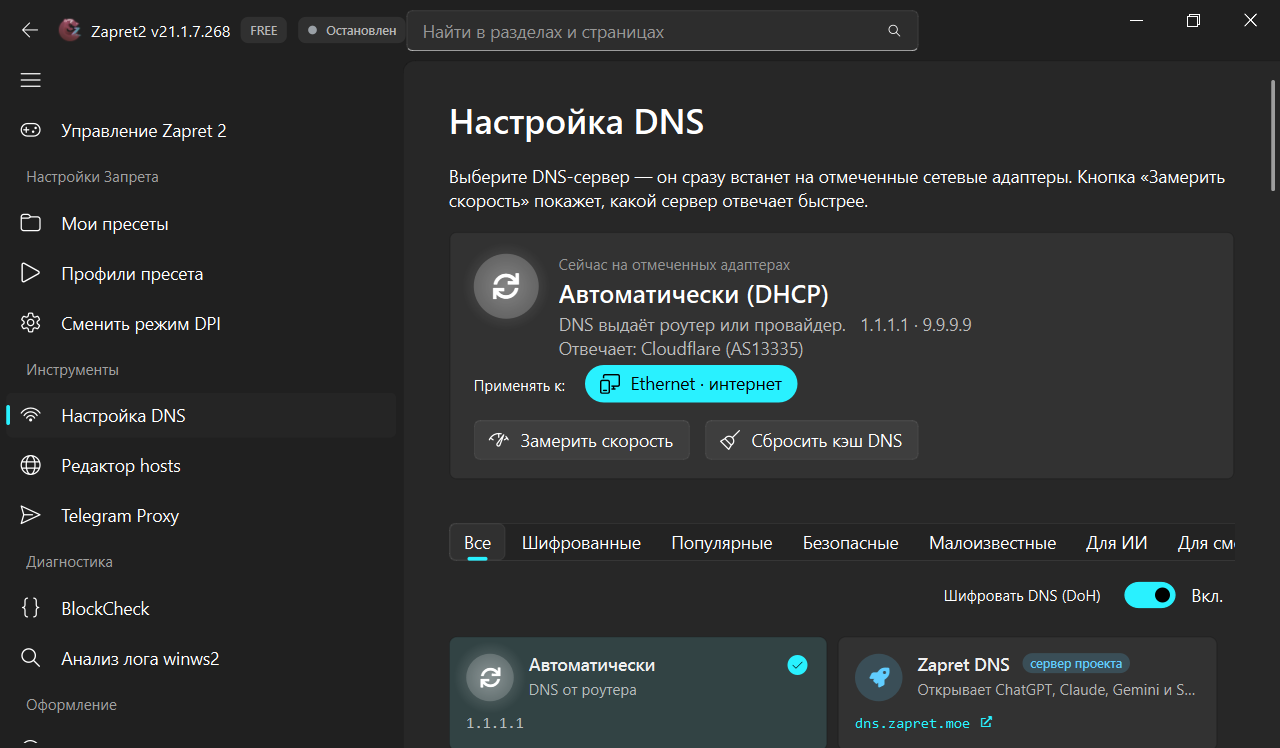 Zapret2 v21.1.7.268
FREE
Остановлен
Найти в разделах и страницах
Управление Zapret 2
Настройки Запрета
Мои пресеты
Профили пресета
Сменить режим DPI
Инструменты
Настройка DNS
Редактор hosts
Telegram Proxy
Диагностика
BlockCheck
Анализ лога winws2
Оформление
Настройка DNS
Выберите DNS-сервер — он сразу встанет на отмеченные сетевые адаптеры. Кнопка «Замерить
скорость» покажет, какой сервер отвечает быстрее.
Сейчас на отмеченных адаптерах
Автоматически (DHCP)
DNS выдаёт роутер или провайдер. 1.1.1.1 · 9.9.9.9
Отвечает: Cloudflare (AS13335)
Применять к:
Ethernet · интернет
Замерить скорость
Сбросить кэш DNS
Все Шифрованные Популярные Безопасные Малоизвестные Для ИИ Для
Шифровать DNS (DoH)
Вкл.
Автоматически
DNS от роутера
1.1.1.1
Zapret DNS
сервер проекта
Открывает ChatGPT, Claude, Gemini и S...
dns.zapret.moe